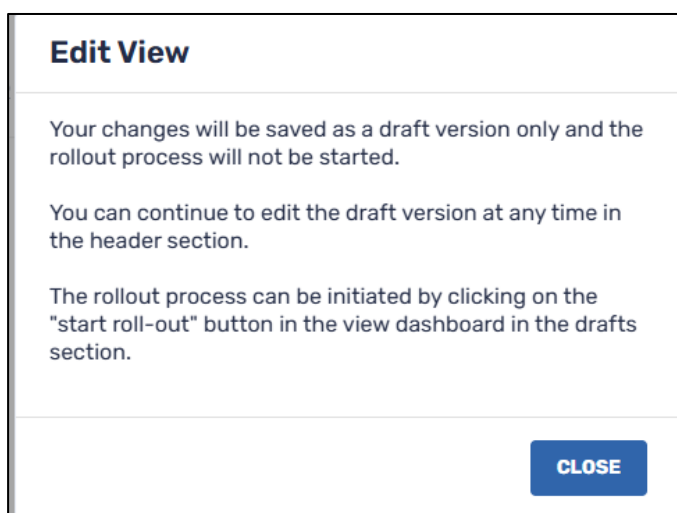 Edit View
Your changes will be saved as a draft version only and the
rollout process will not be started.
You can continue to edit the draft version at any time in
the header section.
The rollout process can be initiated by clicking on the
"start roll-out" button in the view dashboard in the drafts
section.
CLOSE